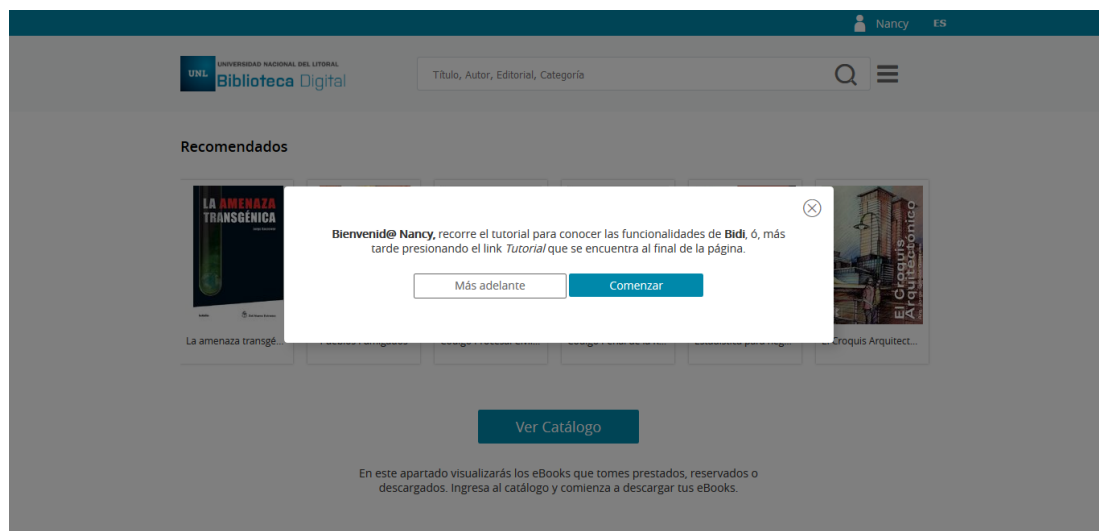 Nancy ES
UNL
UNIVERSIDAD NACIONAL DEL LITORAL
Biblioteca Digital
Título, Autor, Editorial, Categoría
Recomendados
LA AMENAZA
TRANSGÉNICA
El Croquis
Arquitectónico
Bienvenid@ Nancy, recorre el tutorial para conocer las funcionalidades de Bidi, ó, más
tarde presionando el link Tutorial que se encuentra al final de la página.
Más adelante
Comenzar
La amenaza transgé...
El Croquis Arquitect...
Ver Catálogo
En este apartado visualizarás los eBooks que tomes prestados, reservados o
descargados. Ingresa al catálogo y comienza a descargar tus eBooks.